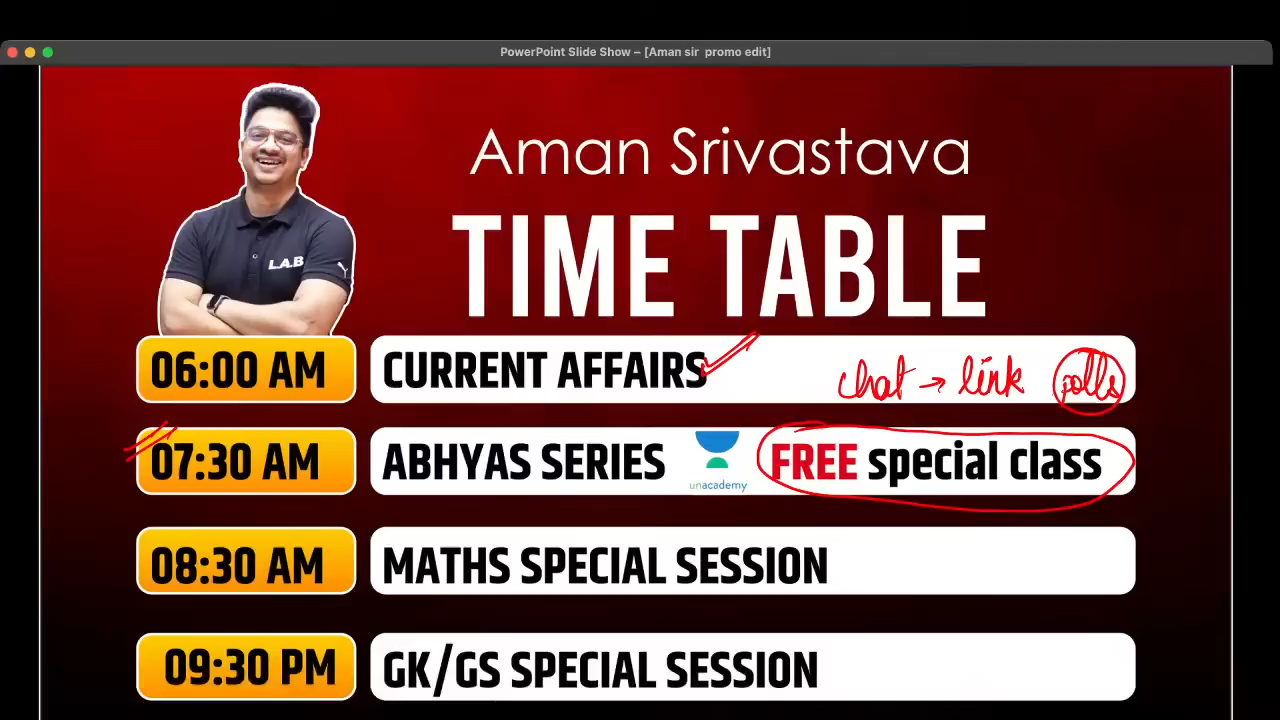 PowerPoint Slide Show – [Aman sir  promo edit]
Aman Srivastava
TIME TABLE
L.A.B
06:00 AM CURRENT AFFAIRS chat → link polls
07:30 AM ABHYAS SERIES unacademy FREE special class
08:30 AM MATHS SPECIAL SESSION
09:30 PM GK/GS SPECIAL SESSION